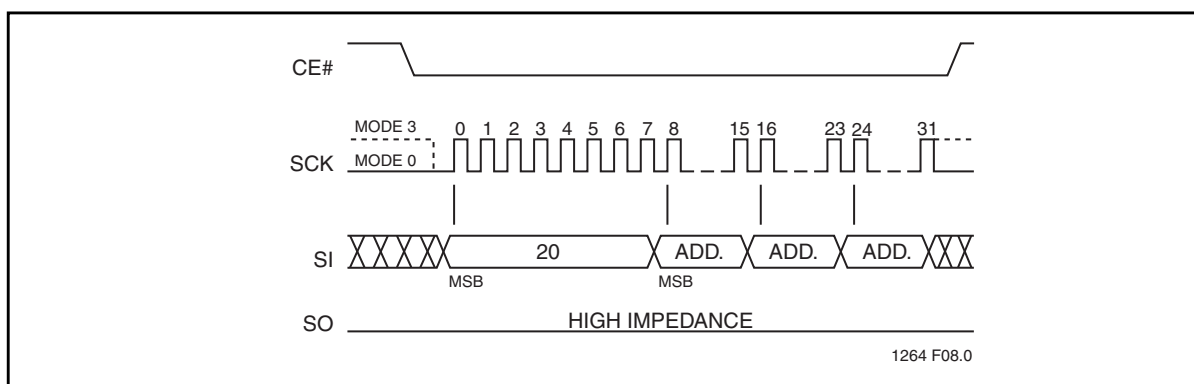 CE#
MODE 3
0 1 2 3 4 5 6 7 8 15 16 23 24 31
SCK
MODE 0
SI
20 ADD. ADD. ADD.
MSB MSB
SO
HIGH IMPEDANCE
1264 F08.0